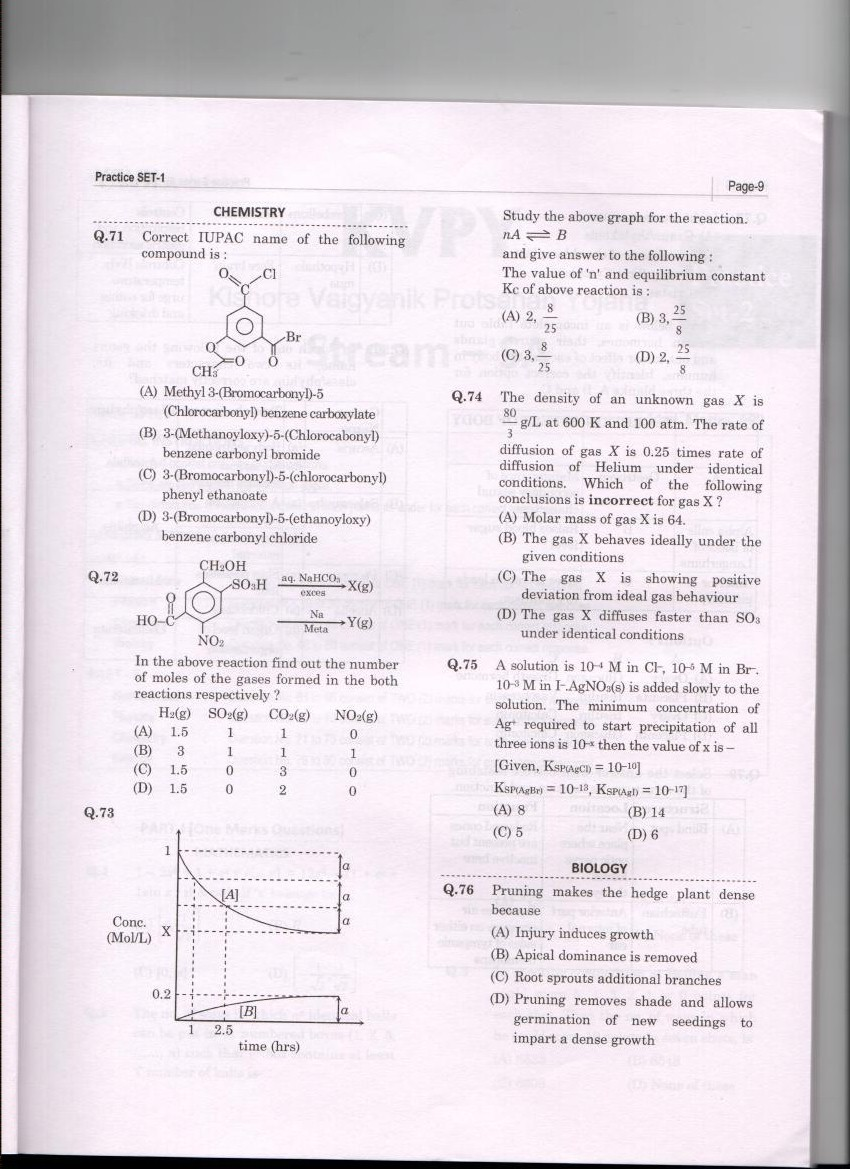 Practice SET-1
Page-9
CHEMISTRY
Q.71 Correct IUPAC name of the following
compound is :
O Cl
C
Br
O C
C O O
CH3
(A) Methyl 3-(Bromocarbonyl)-5
(Chlorocarbonyl) benzene carboxylate
(B) 3-(Methanoyloxy)-5-(Chlorocabonyl)
benzene carbonyl bromide
(C) 3-(Bromocarbonyl)-5-(chlorocarbonyl)
phenyl ethanoate
(D) 3-(Bromocarbonyl)-5-(ethanoyloxy)
benzene carbonyl chloride
Q.72
CH2OH
SO3H
O
HO–C
NO2
aq. NaHCO3
exces
X(g)
Na
Meta
Y(g)
In the above reaction find out the number
of moles of the gases formed in the both
reactions respectively ?
H2(g) SO2(g) CO2(g) NO2(g)
(A) 1.5 1 1 0
(B) 3 1 1 1
(C) 1.5 0 3 0
(D) 1.5 0 2 0
Q.73
1
a
[A]
a
Conc.
(Mol/L)
X
a
0.2
[B]
a
1 2.5
time (hrs)
Study the above graph for the reaction.
nA ⇌ B
and give answer to the following :
The value of 'n' and equilibrium constant
Kc of above reaction is :
(A) 2, 8/25 (B) 3, 25/8
(C) 3, 8/25 (D) 2, 25/8
Q.74 The density of an unknown gas X is
80/3 g/L at 600 K and 100 atm. The rate of
diffusion of gas X is 0.25 times rate of
diffusion of Helium under identical
conditions. Which of the following
conclusions is incorrect for gas X ?
(A) Molar mass of gas X is 64.
(B) The gas X behaves ideally under the
given conditions
(C) The gas X is showing positive
deviation from ideal gas behaviour
(D) The gas X diffuses faster than SO3
under identical conditions
Q.75 A solution is 10⁻⁴ M in Cl⁻, 10⁻⁵ M in Br⁻.
10⁻³ M in I⁻.AgNO3(s) is added slowly to the
solution. The minimum concentration of
Ag⁺ required to start precipitation of all
three ions is 10⁻ˣ then the value of x is –
[Given, KSP(AgCl) = 10⁻¹⁰]
KSP(AgBr) = 10⁻¹³, KSP(AgI) = 10⁻¹⁷]
(A) 8 (B) 14
(C) 5 (D) 6
BIOLOGY
Q.76 Pruning makes the hedge plant dense
because
(A) Injury induces growth
(B) Apical dominance is removed
(C) Root sprouts additional branches
(D) Pruning removes shade and allows
germination of new seedings to
impart a dense growth